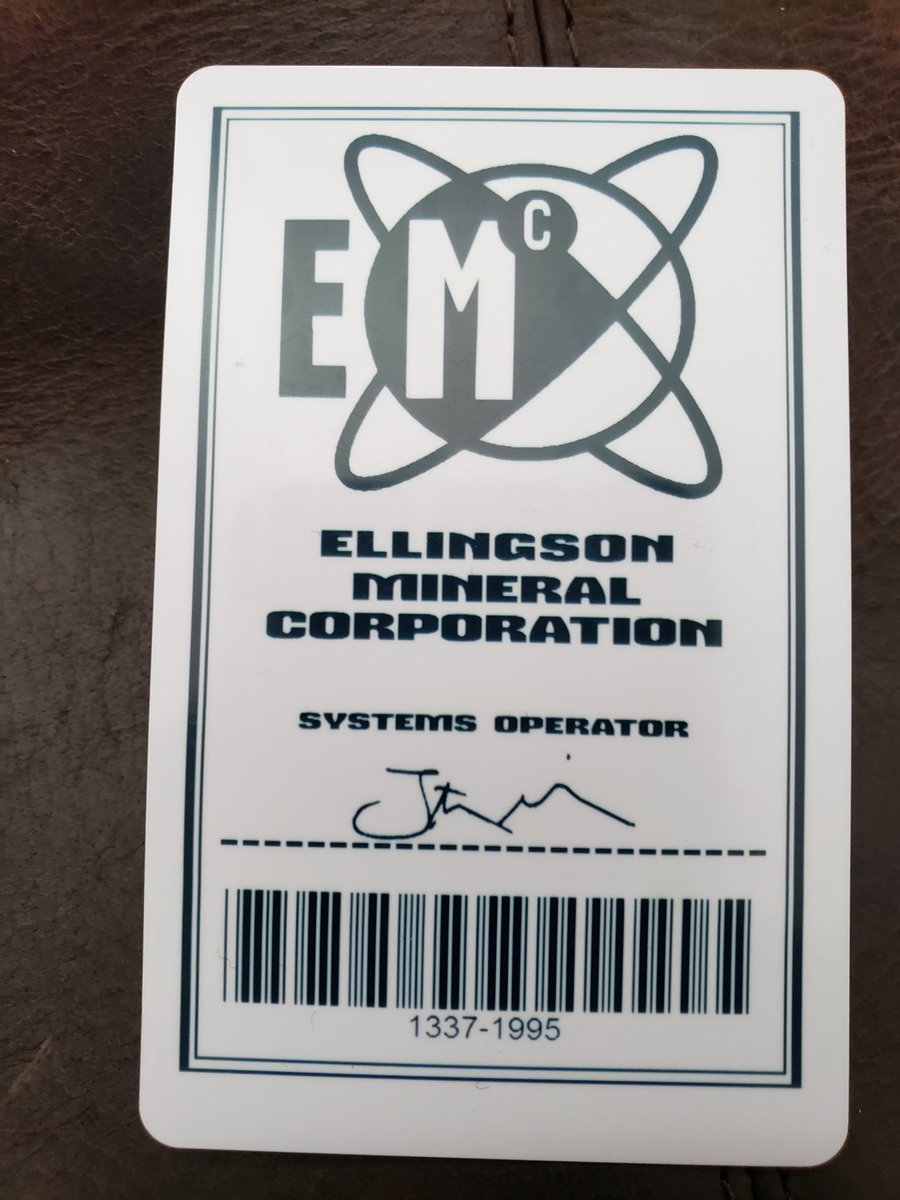 EMC
ELLINGSON
MINERAL
CORPORATION
SYSTEMS OPERATOR
1337-1995